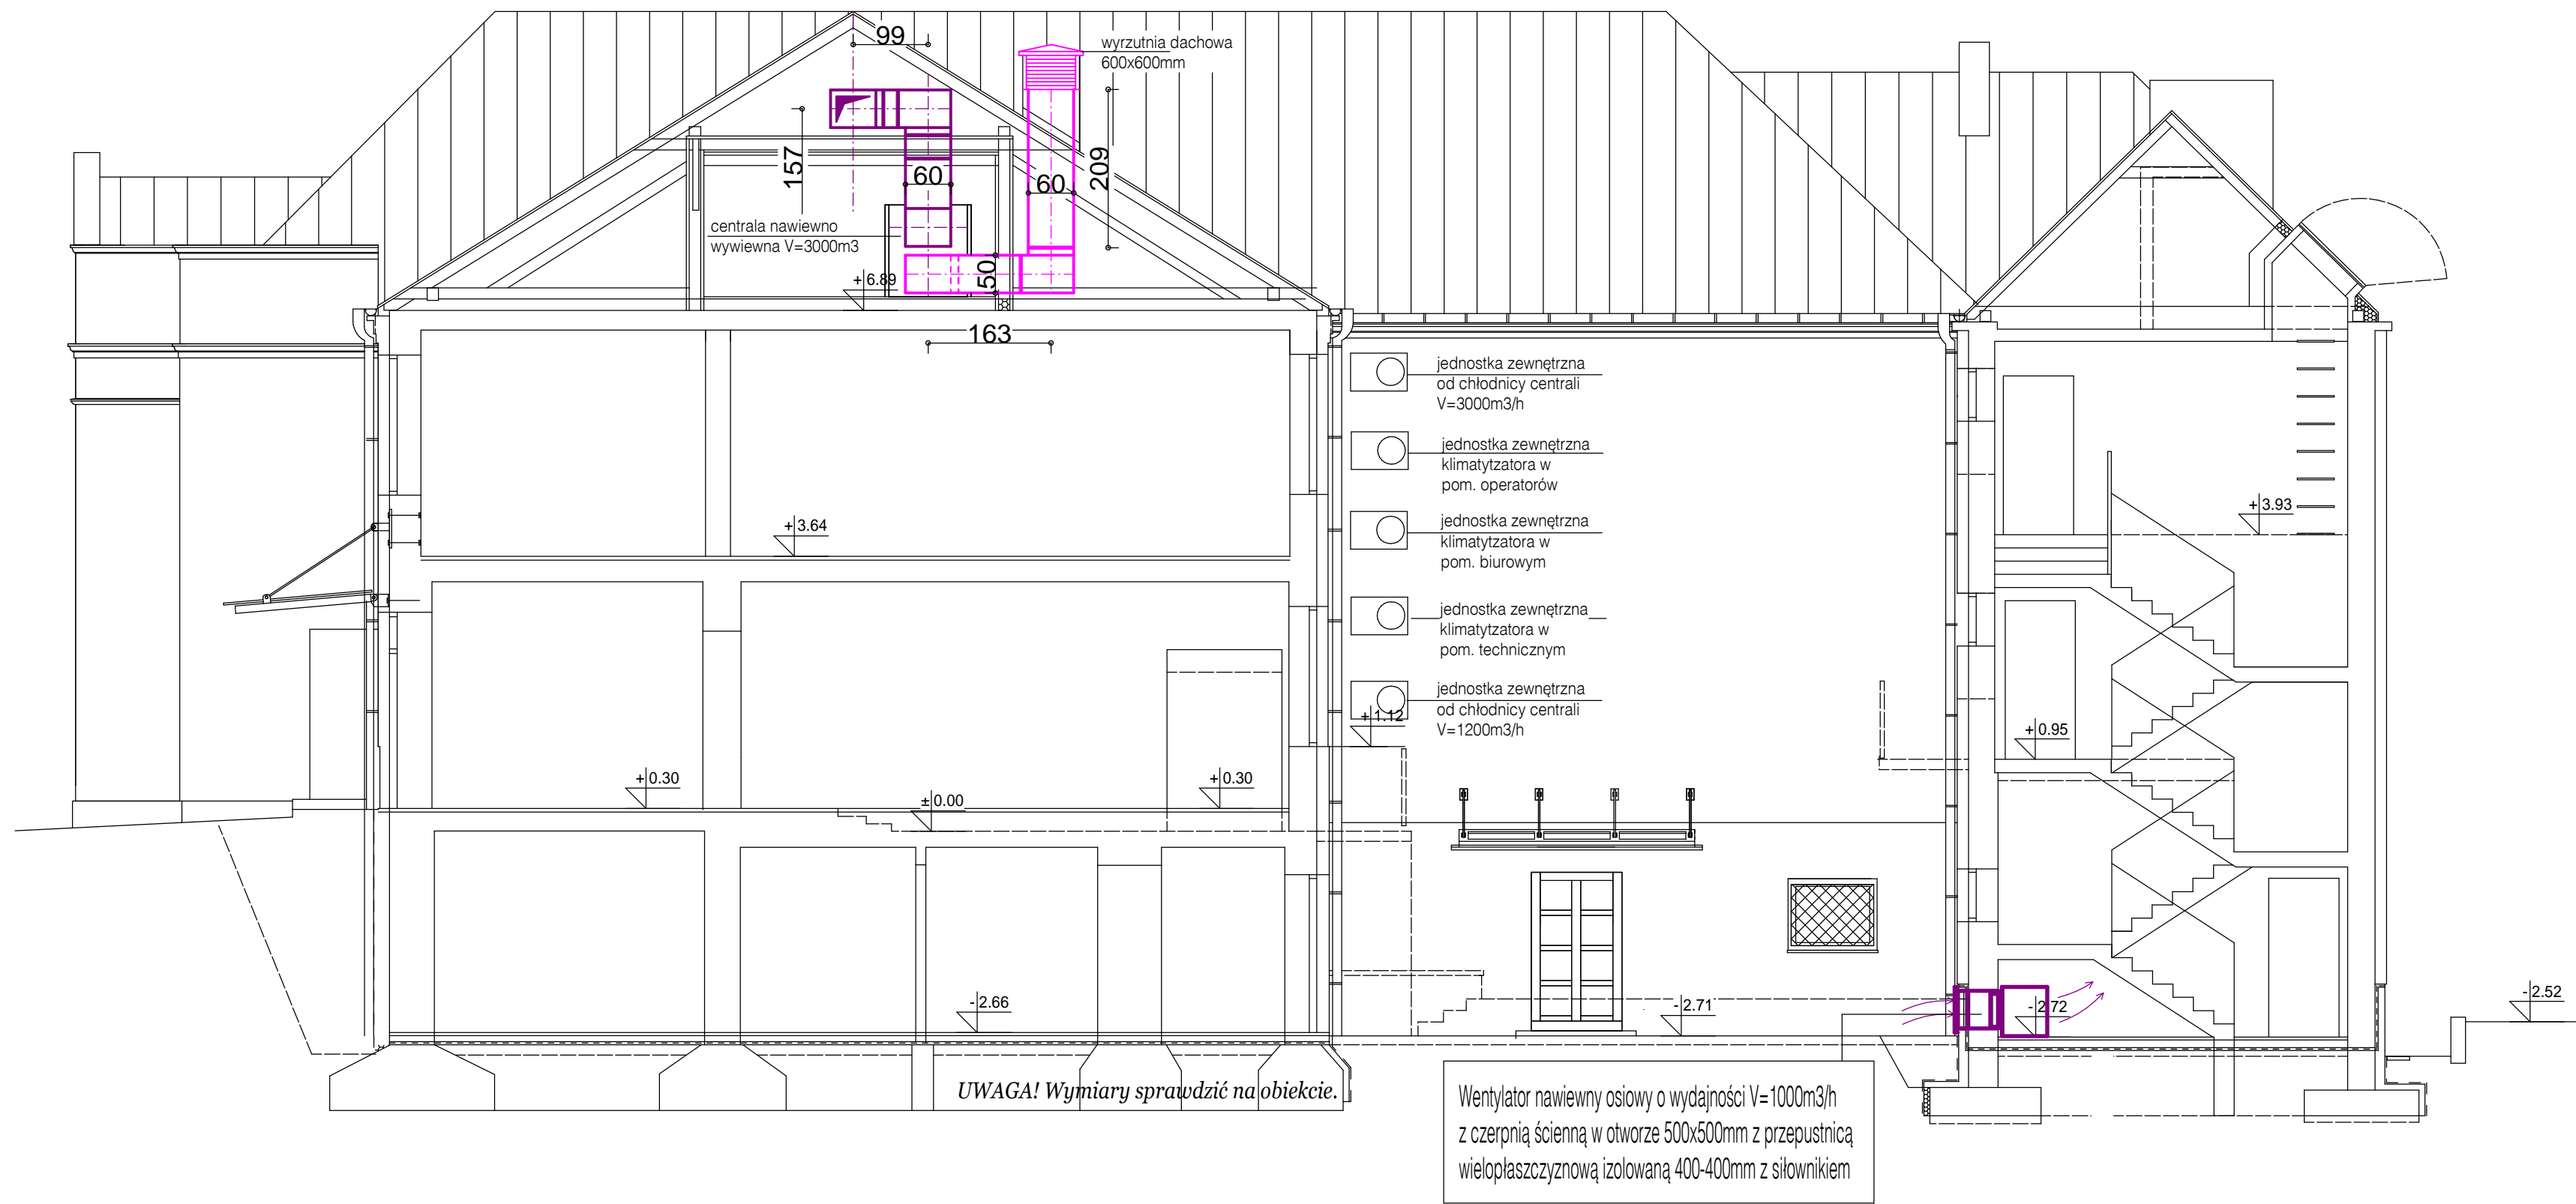 99
wyrzutnia dachowa
600x600mm
157
60
60
209
centrala nawiewno
wywiewna V=3000m3
50
+6.89
163
jednostka zewnętrzna
od chłodnicy centrali
V=3000m3/h
jednostka zewnętrzna
klimatytzatora w
pom. operatorów
jednostka zewnętrzna
klimatytzatora w
pom. biurowym
jednostka zewnętrzna
klimatytzatora w
pom. technicznym
jednostka zewnętrzna
od chłodnicy centrali
V=1200m3/h
+3.64
+3.93
+1.12
+0.95
+0.30
±0.00
+0.30
-2.66
-2.71
-2.72
-2.52
UWAGA! Wymiary sprawdzić na obiekcie.
Wentylator nawiewny osiowy o wydajności V=1000m3/h
z czerpnią ścienną w otworze 500x500mm z przepustnicą
wielopłaszczyznową izolowaną 400-400mm z siłownikiem